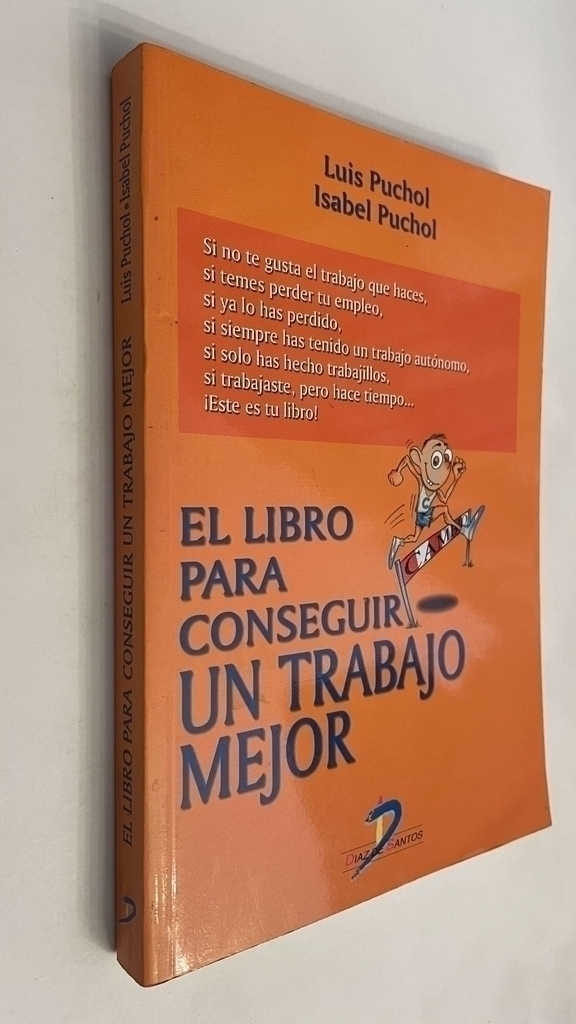 Luis Puchol
Isabel Puchol
Si no te gusta el trabajo que haces,
si temes perder tu empleo,
si ya lo has perdido,
si siempre has tenido un trabajo autónomo,
si solo has hecho trabajillos,
si trabajaste, pero hace tiempo...
¡Este es tu libro!
EL LIBRO
PARA
CONSEGUIR
UN TRABAJO
MEJOR
DIAZ DE SANTOS
EL LIBRO PARA CONSEGUIR UN TRABAJO MEJOR Luis Puchol • Isabel Puchol